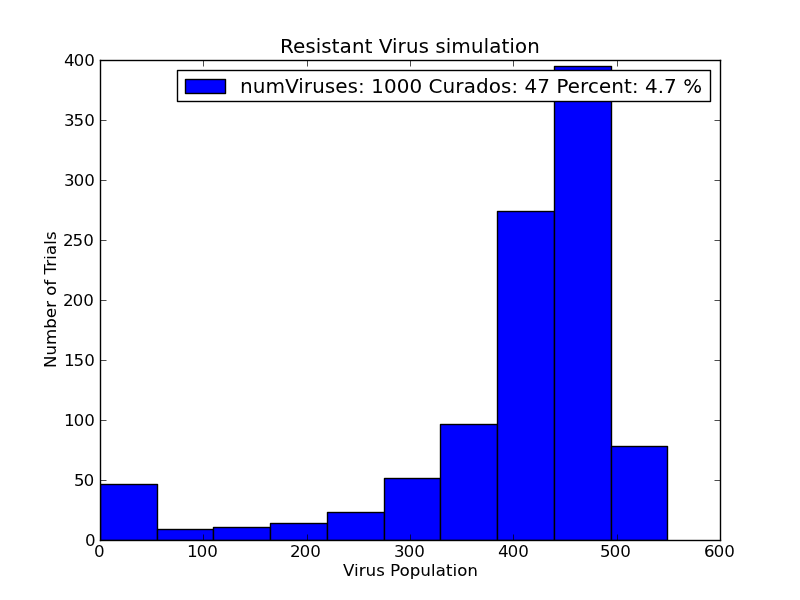 Resistant Virus simulation
numViruses: 1000 Curados: 47 Percent: 4.7 %
400
350
300
250
200
150
100
50
0
Number of Trials
0 100 200 300 400 500 600
Virus Population